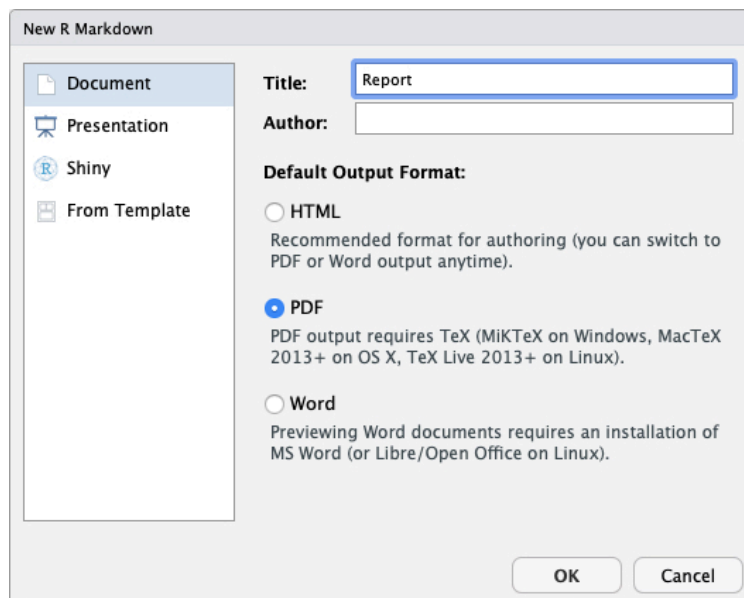 New R Markdown
Document
Presentation
R Shiny
From Template
Title: Report
Author:
Default Output Format:
HTML
Recommended format for authoring (you can switch to
PDF or Word output anytime).
PDF
PDF output requires TeX (MiKTeX on Windows, MacTeX
2013+ on OS X, TeX Live 2013+ on Linux).
Word
Previewing Word documents requires an installation of
MS Word (or Libre/Open Office on Linux).
OK Cancel